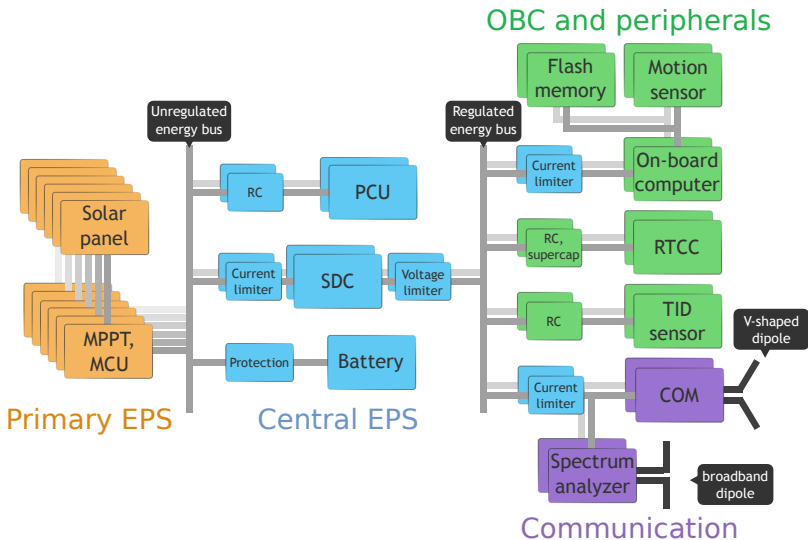 OBC and peripherals
Flash
memory
Motion
sensor
Unregulated
energy bus
Regulated
energy bus
Current
limiter
On-board
computer
RC
PCU
Solar
panel
RC,
supercap
RTCC
Current
limiter
SDC
Voltage
limiter
RC
TID
sensor
V-shaped
dipole
MPPT,
MCU
Protection
Battery
Current
limiter
COM
Primary EPS
Central EPS
Spectrum
analyzer
broadband
dipole
Communication